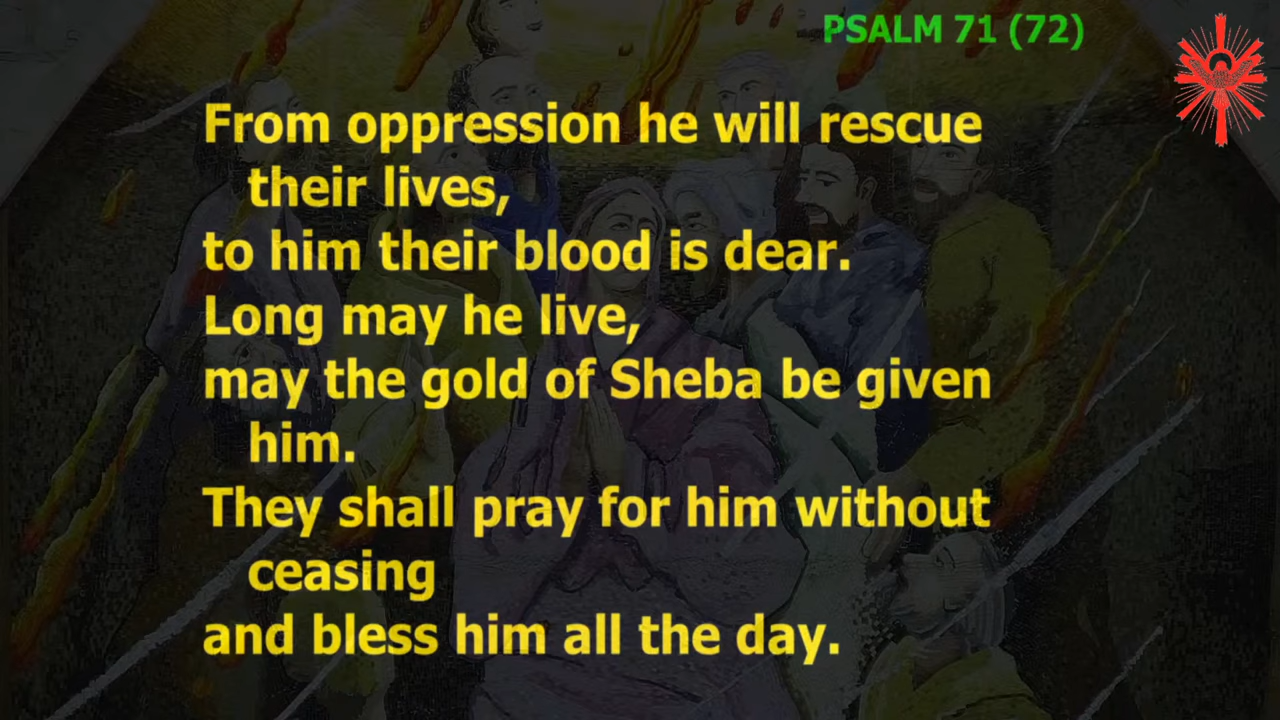 PSALM 71 (72)
From oppression he will rescue
their lives,
to him their blood is dear.
Long may he live,
may the gold of Sheba be given
him.
They shall pray for him without
ceasing
and bless him all the day.